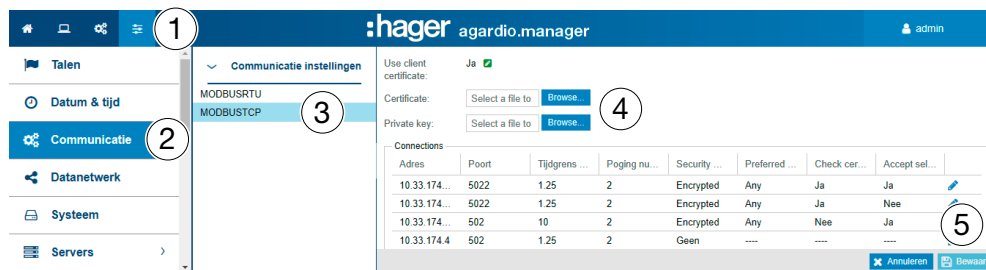 1
:hager agardio.manager
admin
Talen
Datum & tijd
Communicatie
2
Datanetwerk
Systeem
Servers
Communicatie instellingen
MODBUSRTU
MODBUSTCP
3
Use client certificate: Ja
Certificate: Select a file to Browse...
Private key: Select a file to Browse...
4
Connections
Adres Poort Tijdgrens ... Poging nu... Security ... Preferred ... Check cer... Accept sel...
10.33.174... 5022 1.25 2 Encrypted Any Ja Ja
10.33.174... 5022 1.25 2 Encrypted Any Ja Nee
10.33.174... 502 10 2 Encrypted Any Nee Ja
10.33.174.4 502 1.25 2 Geen ---- ---- ----
5
Annuleren Bewaar